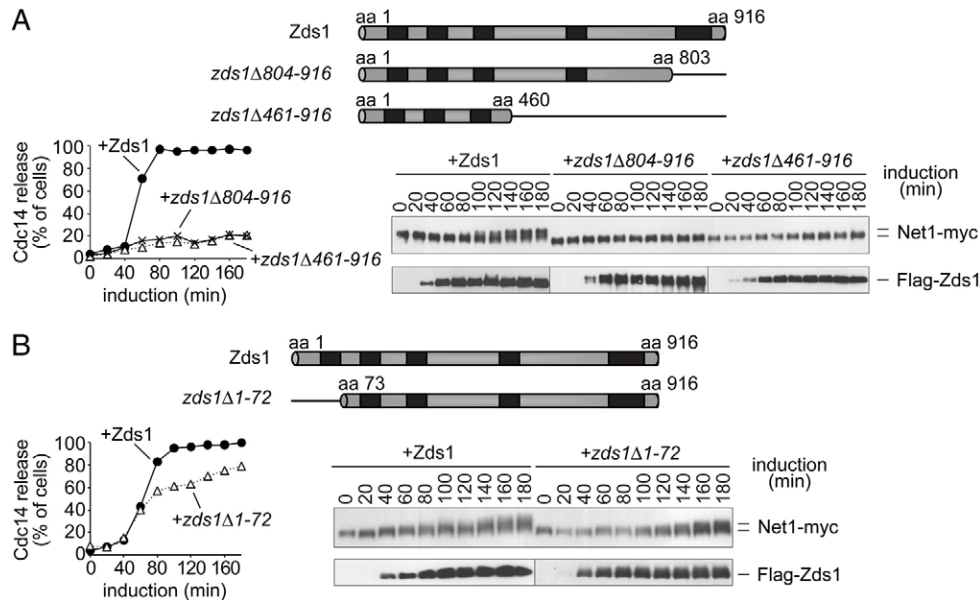 A
aa 1 aa 916
Zds1
aa 1 aa 803
zds1Δ804-916
aa 1 aa 460
zds1Δ461-916
Cdc14 release
(% of cells)
100
80
60
40
20
0
+Zds1
+zds1Δ804-916
+zds1Δ461-916
0 40 80 120 160
induction (min)
+Zds1 +zds1Δ804-916 +zds1Δ461-916
0 20 40 60 80 100 120 140 160 180 0 20 40 60 80 100 120 140 160 180 0 20 40 60 80 100 120 140 160 180
induction
(min)
Net1-myc
Flag-Zds1
B
aa 1 aa 916
Zds1
aa 73 aa 916
zds1Δ1-72
Cdc14 release
(% of cells)
100
80
60
40
20
0
+Zds1
+zds1Δ1-72
0 40 80 120 160
induction (min)
+Zds1 +zds1Δ1-72
0 20 40 60 80 100 120 140 160 180 0 20 40 60 80 100 120 140 160 180
induction
(min)
Net1-myc
Flag-Zds1